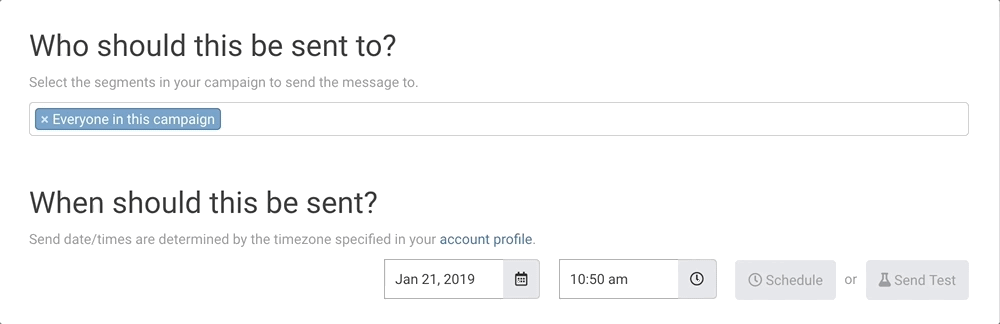 Who should this be sent to?
Select the segments in your campaign to send the message to.
× Everyone in this campaign
When should this be sent?
Send date/times are determined by the timezone specified in your account profile.
Jan 21, 2019 10:50 am Schedule or Send Test